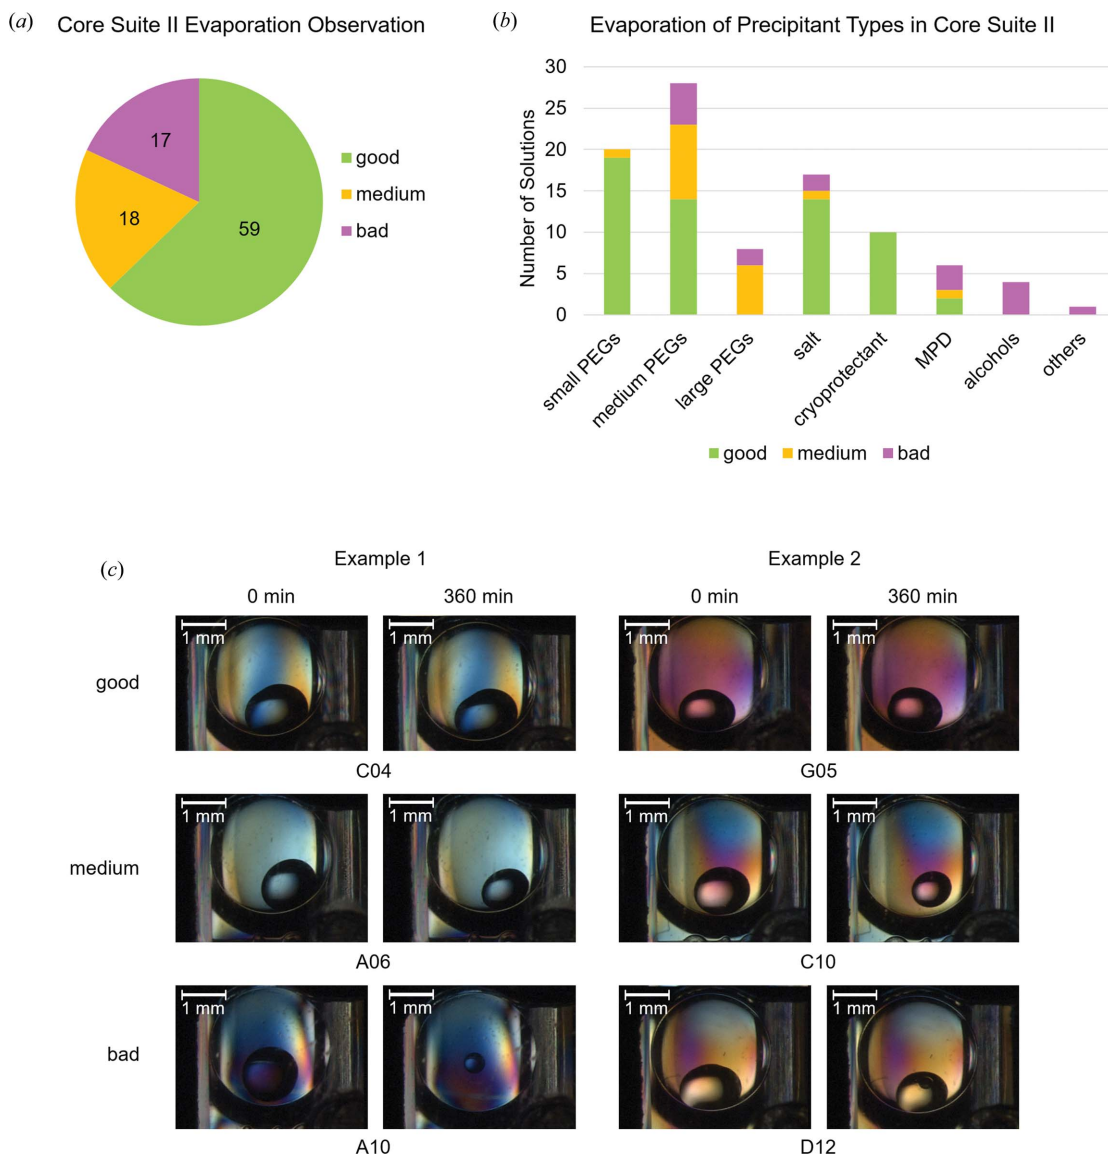 (a) Core Suite II Evaporation Observation
17
18
59
good
medium
bad
(b) Evaporation of Precipitant Types in Core Suite II
Number of Solutions
30
25
20
15
10
5
0
small PEGs
medium PEGs
large PEGs
salt
cryoprotectant
MPD
alcohols
others
good medium bad
(c)
Example 1 Example 2
0 min 360 min 0 min 360 min
good
1 mm 1 mm 1 mm 1 mm
C04 G05
medium
1 mm 1 mm 1 mm 1 mm
A06 C10
bad
1 mm 1 mm 1 mm 1 mm
A10 D12